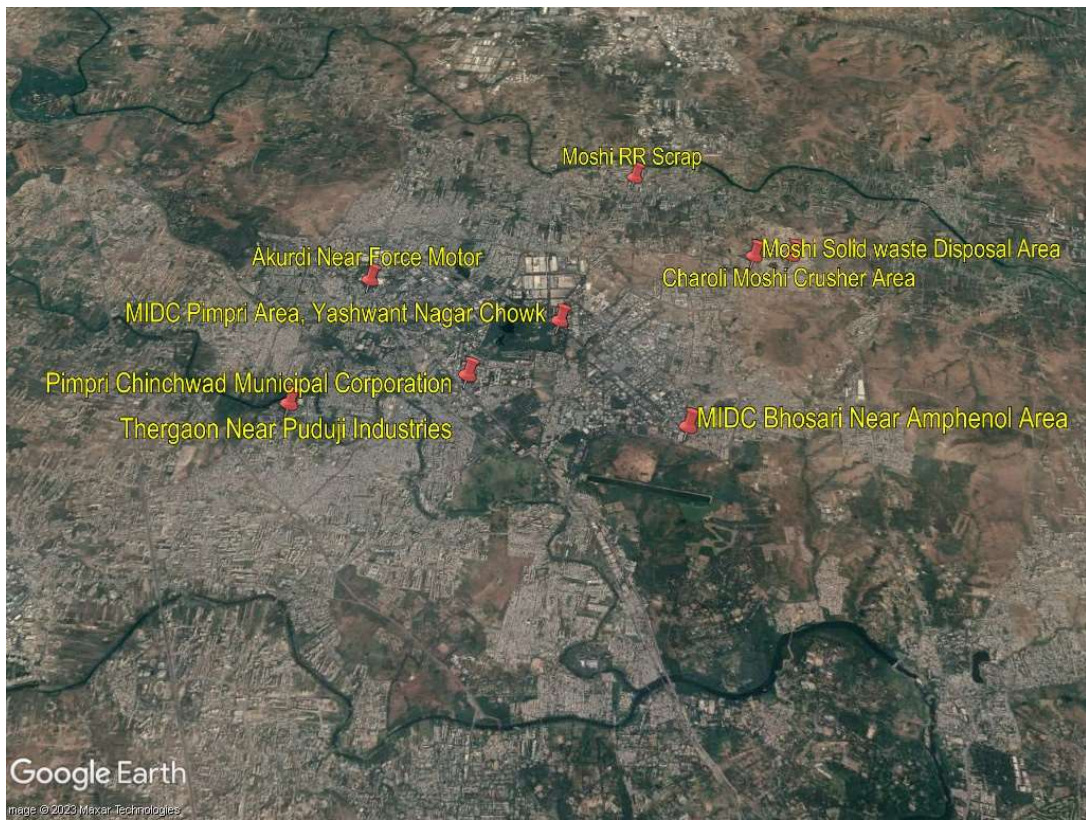 Moshi RR Scrap
Akurdi Near Force Motor
Moshi Solid waste Disposal Area
Charoli Moshi Crusher Area
MIDC Pimpri Area, Yashwant Nagar Chowk
Pimpri Chinchwad Municipal Corporation
Thergaon Near Puduji Industries
MIDC Bhosari Near Amphenol Area
Google Earth
mage © 2023 Maxar Technologies